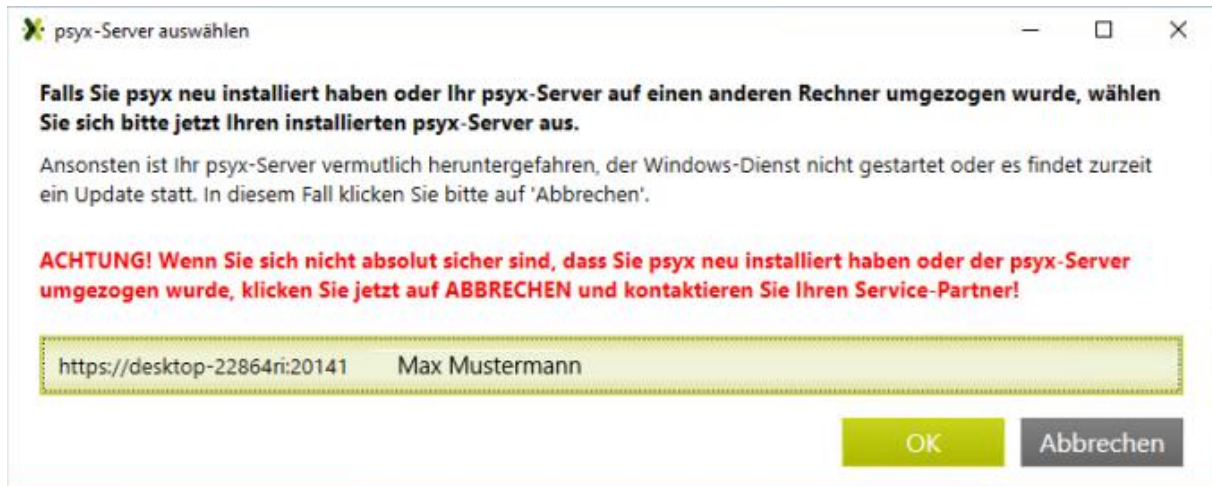 psyx-Server auswählen
Falls Sie psyx neu installiert haben oder Ihr psyx-Server auf einen anderen Rechner umgezogen wurde, wählen
Sie sich bitte jetzt Ihren installierten psyx-Server aus.
Ansonsten ist Ihr psyx-Server vermutlich heruntergefahren, der Windows-Dienst nicht gestartet oder es findet zurzeit
ein Update statt. In diesem Fall klicken Sie bitte auf 'Abbrechen'.
ACHTUNG! Wenn Sie sich nicht absolut sicher sind, dass Sie psyx neu installiert haben oder der psyx-Server
umgezogen wurde, klicken Sie jetzt auf ABBRECHEN und kontaktieren Sie Ihren Service-Partner!
https://desktop-22864ri:20141 Max Mustermann
OK Abbrechen